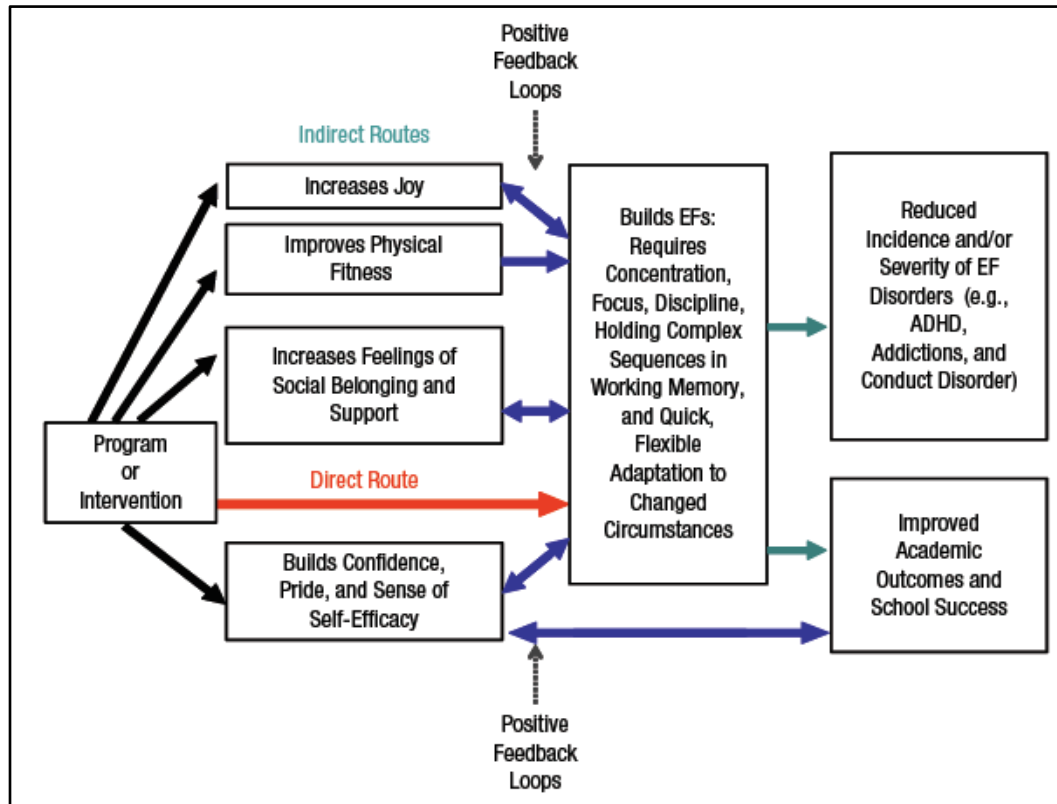 Positive
Feedback
Loops
Indirect Routes
Increases Joy
Improves Physical
Fitness
Increases Feelings of
Social Belonging and
Support
Program
or
Intervention
Direct Route
Builds Confidence,
Pride, and Sense of
Self-Efficacy
Builds EFs:
Requires
Concentration,
Focus, Discipline,
Holding Complex
Sequences in
Working Memory,
and Quick,
Flexible
Adaptation to
Changed
Circumstances
Reduced
Incidence and/or
Severity of EF
Disorders (e.g.,
ADHD,
Addictions, and
Conduct Disorder)
Improved
Academic
Outcomes and
School Success
Positive
Feedback
Loops